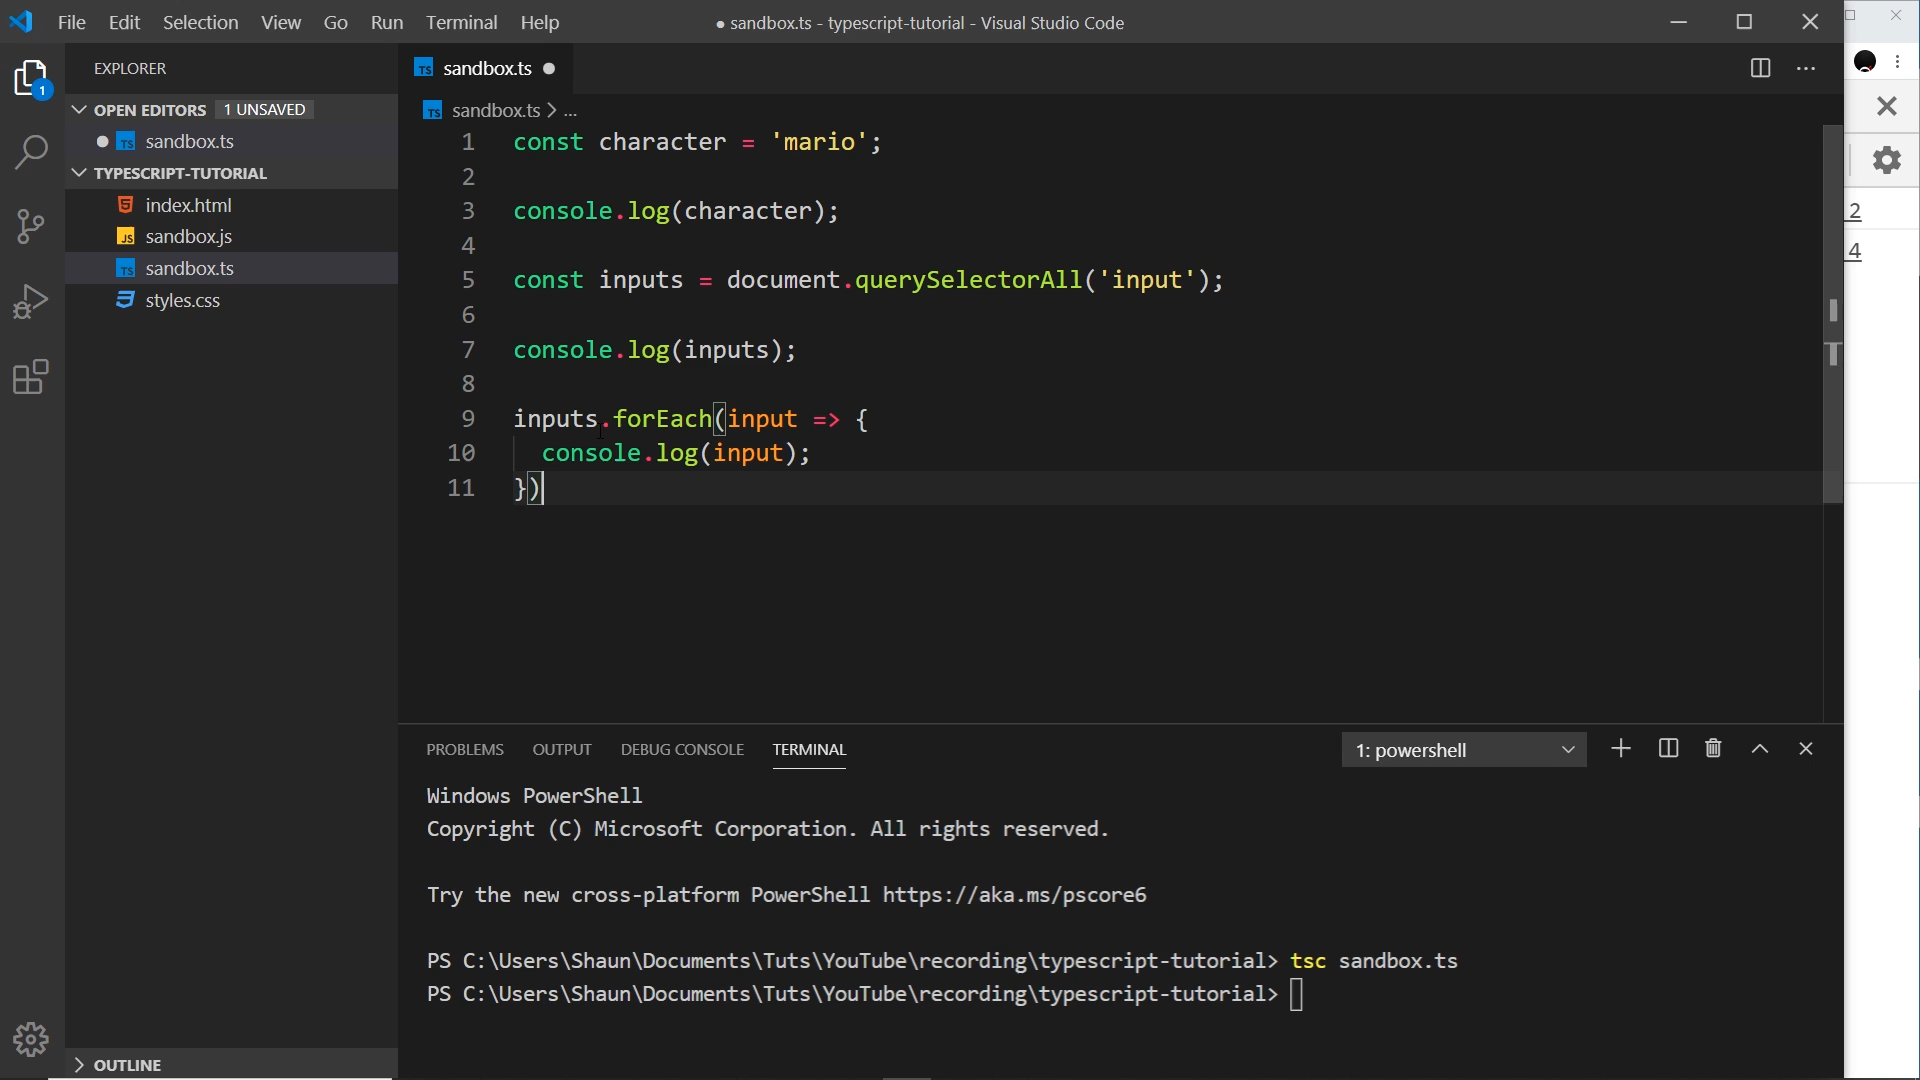 File Edit Selection View Go Run Terminal Help
● sandbox.ts - typescript-tutorial - Visual Studio Code
EXPLORER
1
OPEN EDITORS 1 UNSAVED
sandbox.ts
TYPESCRIPT-TUTORIAL
index.html
sandbox.js
sandbox.ts
styles.css
OUTLINE
sandbox.ts
sandbox.ts > ...
1 const character = 'mario';
2
3 console.log(character);
4
5 const inputs = document.querySelectorAll('input');
6
7 console.log(inputs);
8
9 inputs.forEach(input => {
10 console.log(input);
11 })
2
4
PROBLEMS OUTPUT DEBUG CONSOLE TERMINAL
1: powershell
Windows PowerShell
Copyright (C) Microsoft Corporation. All rights reserved.
Try the new cross-platform PowerShell https://aka.ms/pscore6
PS C:\Users\Shaun\Documents\Tuts\YouTube\recording\typescript-tutorial> tsc sandbox.ts
PS C:\Users\Shaun\Documents\Tuts\YouTube\recording\typescript-tutorial>